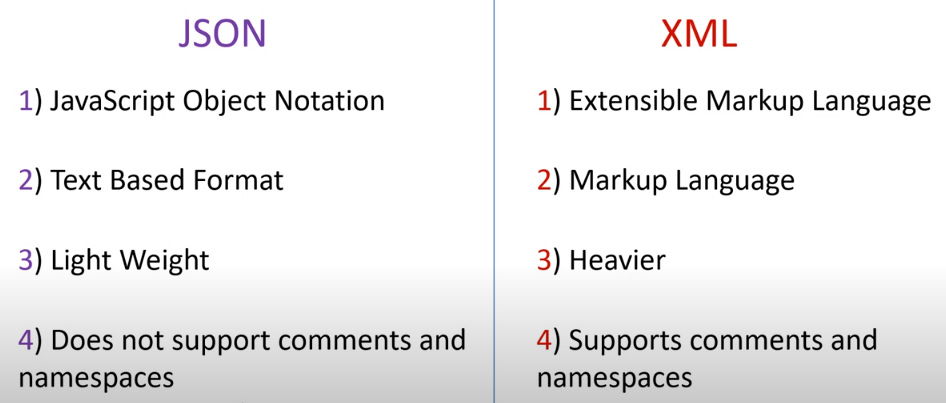 JSON
1) JavaScript Object Notation
2) Text Based Format
3) Light Weight
4) Does not support comments and
namespaces
XML
1) Extensible Markup Language
2) Markup Language
3) Heavier
4) Supports comments and
namespaces